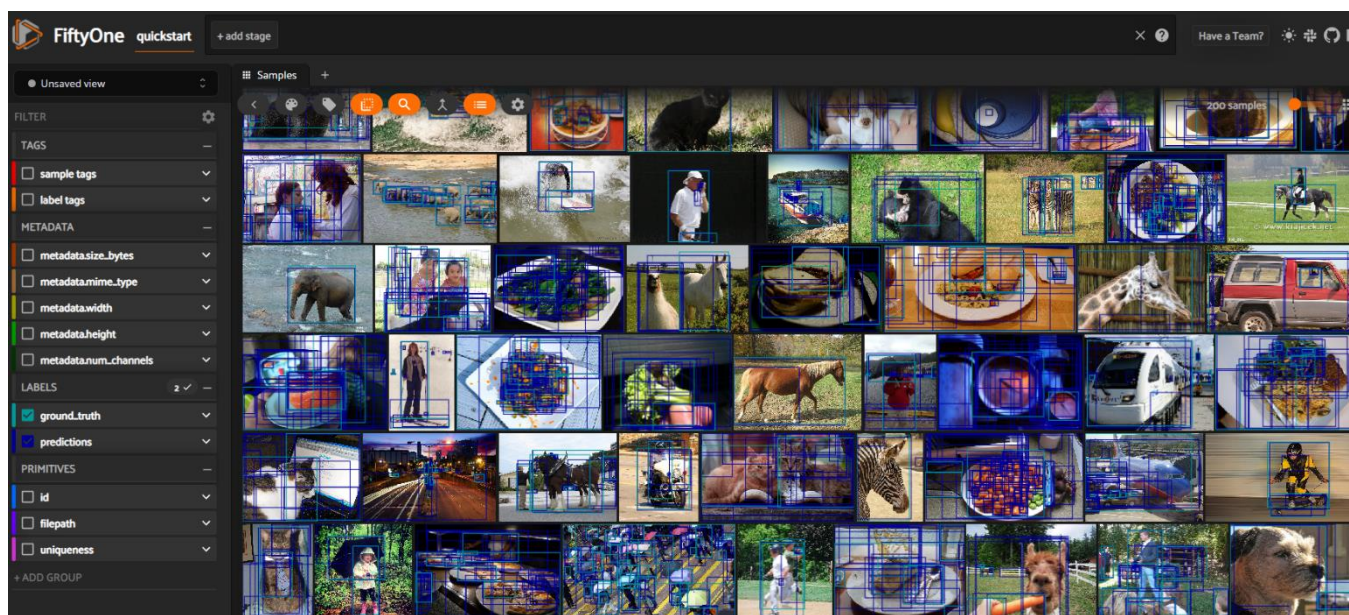 FiftyOne
quickstart
+ add stage
Have a Team?
Unsaved view
Samples
+
200 samples
FILTER
TAGS
sample tags
label tags
METADATA
metadata.size_bytes
metadata.mime_type
metadata.width
metadata.height
metadata.num_channels
LABELS
2
ground_truth
predictions
PRIMITIVES
id
filepath
uniqueness
+ ADD GROUP